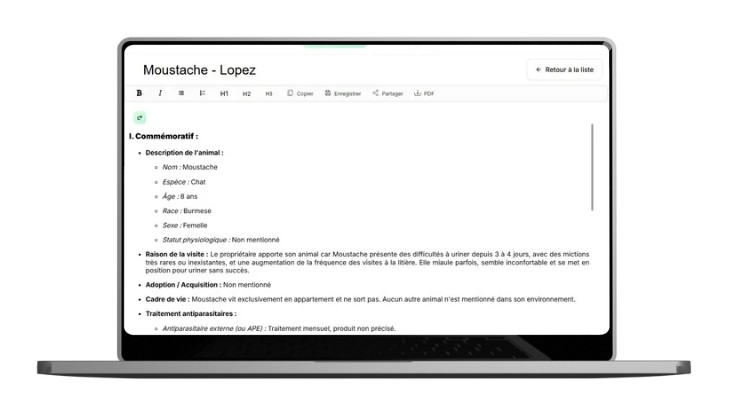 Moustache - Lopez
← Retour à la liste
B I H1 H2 H3 Copier Enregistrer Partager PDF
I. Commémoratif :
• Description de l'animal :
Nom : Moustache
Espèce : Chat
Âge : 8 ans
Race : Burmese
Sexe : Femelle
Statut physiologique : Non mentionné
• Raison de la visite : Le propriétaire apporte son animal car Moustache présente des difficultés à uriner depuis 3 à 4 jours, avec des mictions
très rares ou inexistantes, et une augmentation de la fréquence des visites à la litière. Elle miaule parfois, semble inconfortable et se met en
position pour uriner sans succès.
• Adoption / Acquisition : Non mentionné
• Cadre de vie : Moustache vit exclusivement en appartement et ne sort pas. Aucun autre animal n'est mentionné dans son environnement.
• Traitement antiparasitaires :
Antiparasitaire externe (ou APE) : Traitement mensuel, produit non précisé.